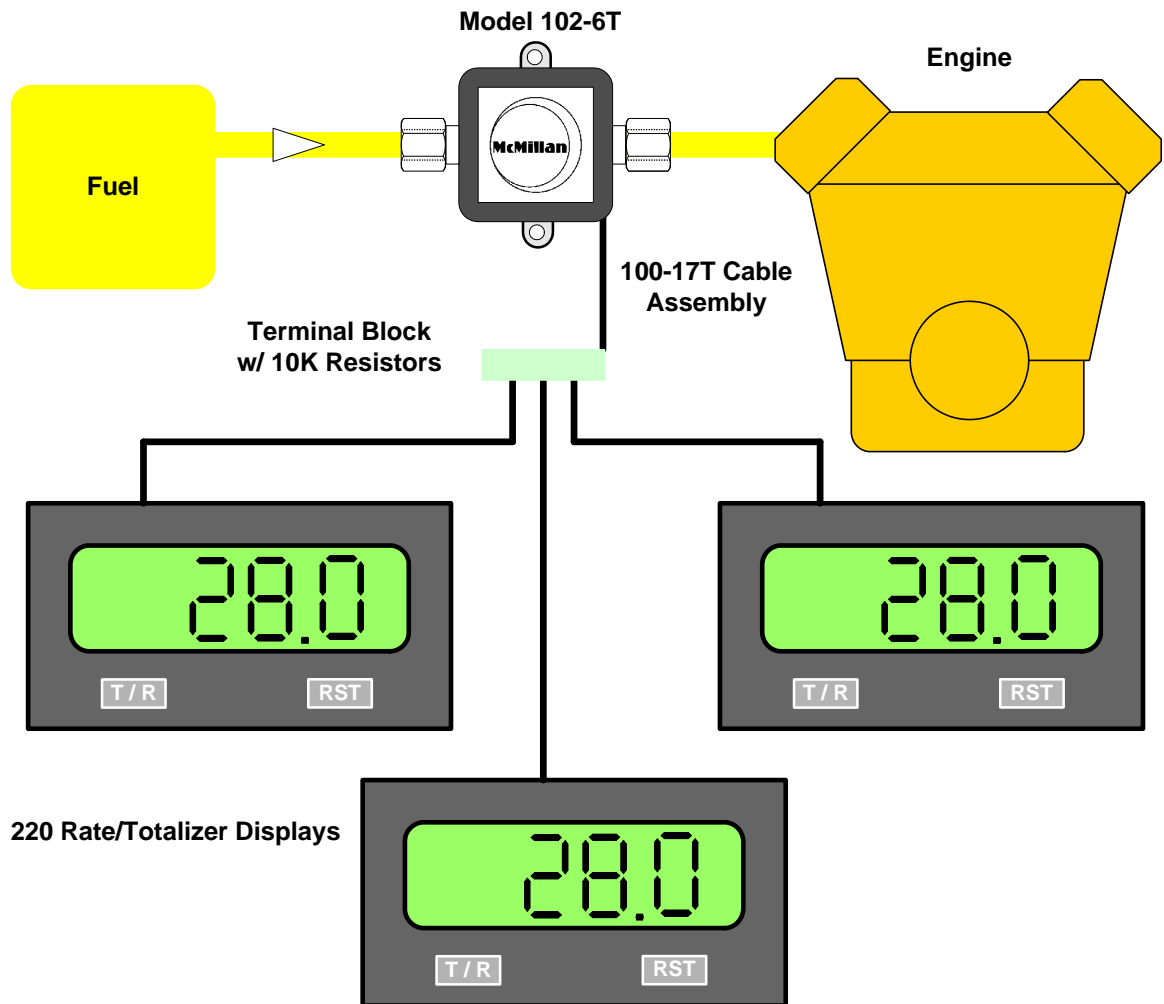 Model 102-6T
Engine
McMillan
Fuel
100-17T Cable
Assembly
Terminal Block
w/ 10K Resistors
28.0
T / R
RST
28.0
T / R
RST
220 Rate/Totalizer Displays
28.0
T / R
RST